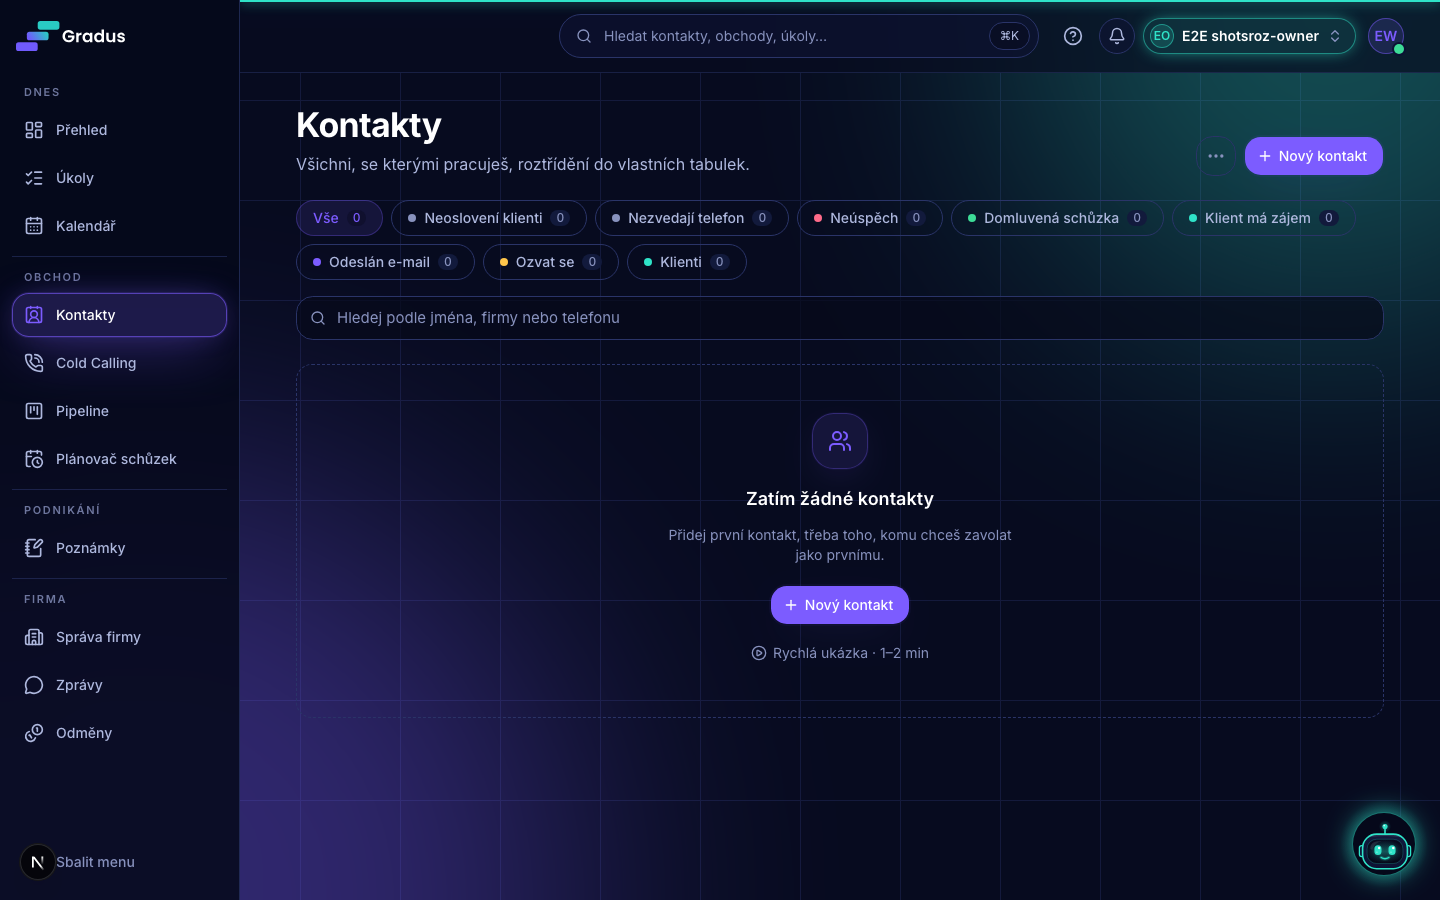 Gradus
Hledat kontakty, obchody, úkoly...
⌘K
EO
E2E shotsroz-owner
EW
DNES
Přehled
Úkoly
Kalendář
OBCHOD
Kontakty
Cold Calling
Pipeline
Plánovač schůzek
PODNIKÁNÍ
Poznámky
FIRMA
Správa firmy
Zprávy
Odměny
N
Sbalit menu
Kontakty
Všichni, se kterými pracuješ, roztřídění do vlastních tabulek.
Nový kontakt
Vše 0
Neoslovení klienti 0
Nezvedají telefon 0
Neúspěch 0
Domluvená schůzka 0
Klient má zájem 0
Odeslán e-mail 0
Ozvat se 0
Klienti 0
Hledej podle jména, firmy nebo telefonu
Zatím žádné kontakty
Přidej první kontakt, třeba toho, komu chceš zavolat
jako prvnímu.
Nový kontakt
Rychlá ukázka · 1–2 min